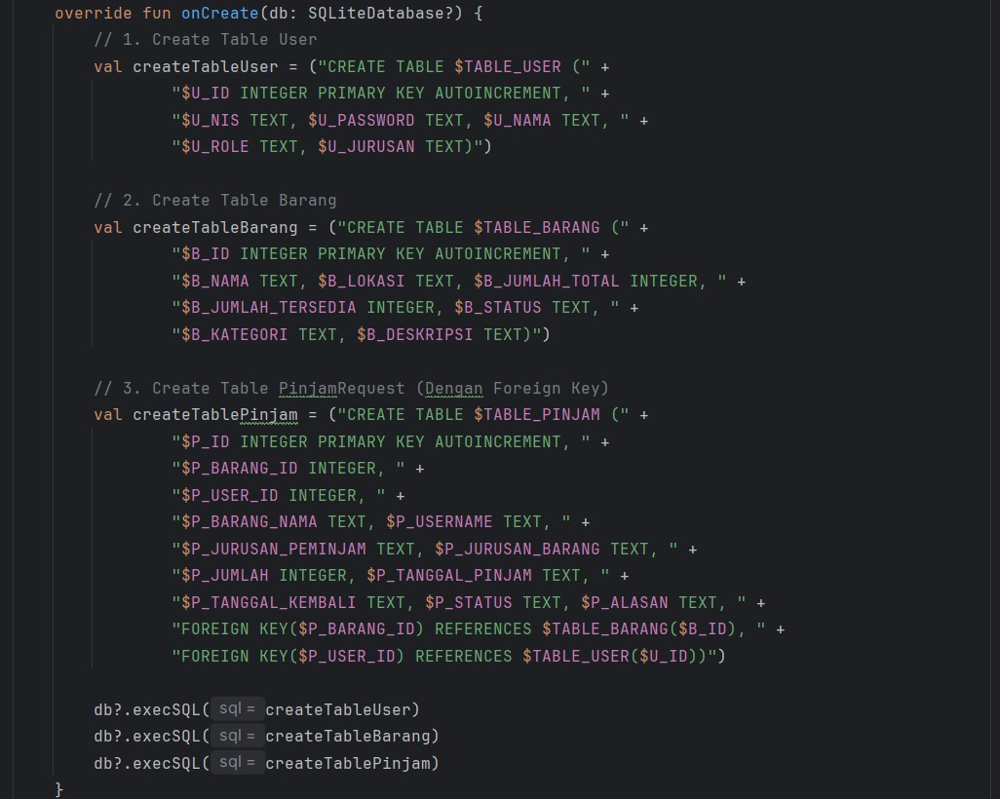 override fun onCreate(db: SQLiteDatabase?) {
// 1. Create Table User
val createTableUser = ("CREATE TABLE $TABLE_USER (" +
"$U_ID INTEGER PRIMARY KEY AUTOINCREMENT, " +
"$U_NIS TEXT, $U_PASSWORD TEXT, $U_NAMA TEXT, " +
"$U_ROLE TEXT, $U_JURUSAN TEXT)")
// 2. Create Table Barang
val createTableBarang = ("CREATE TABLE $TABLE_BARANG (" +
"$B_ID INTEGER PRIMARY KEY AUTOINCREMENT, " +
"$B_NAMA TEXT, $B_LOKASI TEXT, $B_JUMLAH_TOTAL INTEGER, " +
"$B_JUMLAH_TERSEDIA INTEGER, $B_STATUS TEXT, " +
"$B_KATEGORI TEXT, $B_DESKRIPSI TEXT)")
// 3. Create Table PinjamRequest (Dengan Foreign Key)
val createTablePinjam = ("CREATE TABLE $TABLE_PINJAM (" +
"$P_ID INTEGER PRIMARY KEY AUTOINCREMENT, " +
"$P_BARANG_ID INTEGER, " +
"$P_USER_ID INTEGER, " +
"$P_BARANG_NAMA TEXT, $P_USERNAME TEXT, " +
"$P_JURUSAN_PEMINJAM TEXT, $P_JURUSAN_BARANG TEXT, " +
"$P_JUMLAH INTEGER, $P_TANGGAL_PINJAM TEXT, " +
"$P_TANGGAL_KEMBALI TEXT, $P_STATUS TEXT, $P_ALASAN TEXT, " +
"FOREIGN KEY($P_BARANG_ID) REFERENCES $TABLE_BARANG($B_ID), " +
"FOREIGN KEY($P_USER_ID) REFERENCES $TABLE_USER($U_ID))")
db?.execSQL( sql = createTableUser)
db?.execSQL( sql = createTableBarang)
db?.execSQL( sql = createTablePinjam)
}